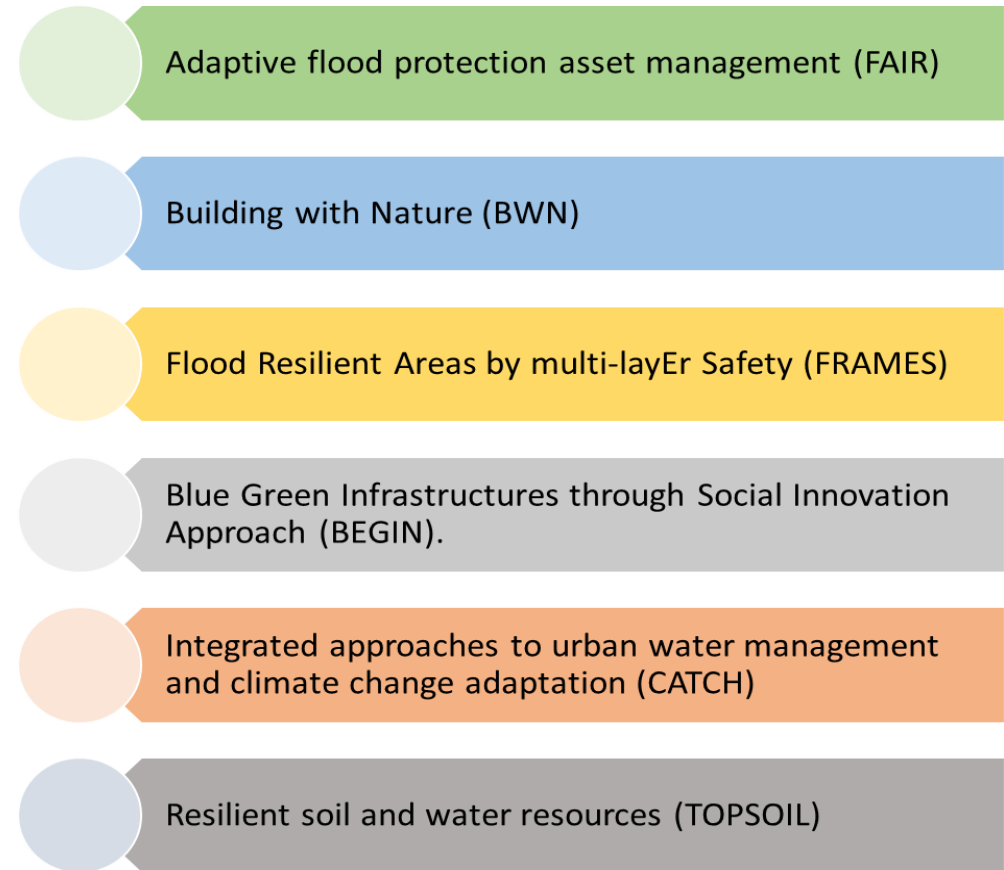 Adaptive flood protection asset management (FAIR)
Building with Nature (BWN)
Flood Resilient Areas by multi-layEr Safety (FRAMES)
Blue Green Infrastructures through Social Innovation
Approach (BEGIN).
Integrated approaches to urban water management
and climate change adaptation (CATCH)
Resilient soil and water resources (TOPSOIL)